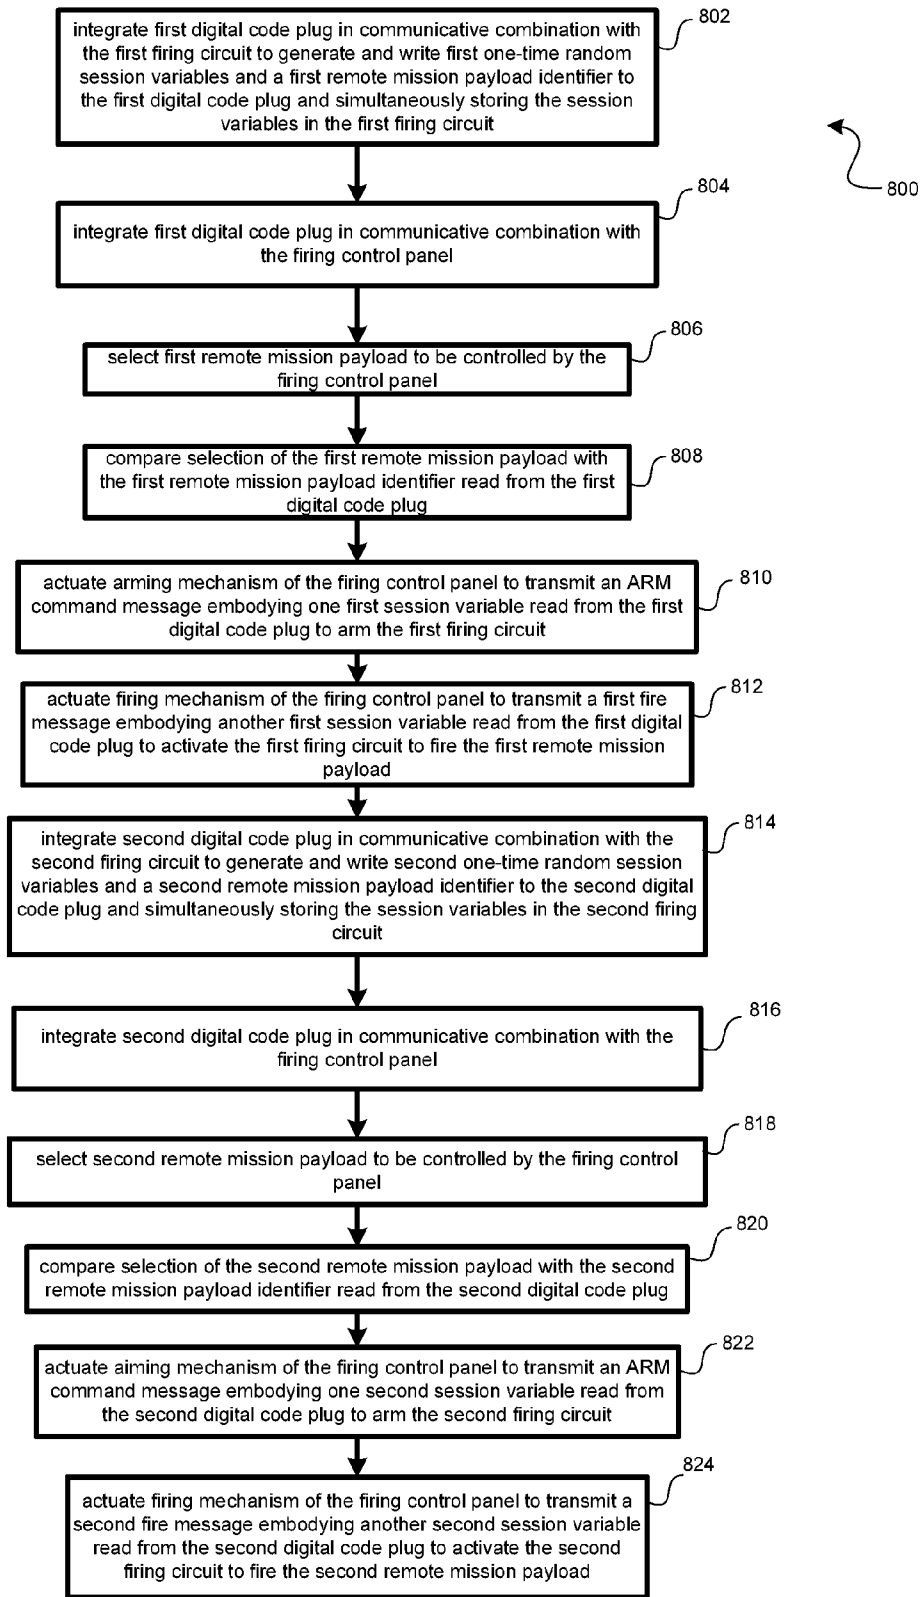 integrate first digital code plug in communicative combination with
the first firing circuit to generate and write first one-time random
session variables and a first remote mission payload identifier to
the first digital code plug and simultaneously storing the session
variables in the first firing circuit
802
800
integrate first digital code plug in communicative combination with
the firing control panel
804
select first remote mission payload to be controlled by the
firing control panel
806
compare selection of the first remote mission payload with
the first remote mission payload identifier read from the first
digital code plug
808
actuate arming mechanism of the firing control panel to transmit an ARM
command message embodying one first session variable read from the first
digital code plug to arm the first firing circuit
810
actuate firing mechanism of the firing control panel to transmit a first fire
message embodying another first session variable read from the first digital
code plug to activate the first firing circuit to fire the first remote mission
payload
812
integrate second digital code plug in communicative combination with the
second firing circuit to generate and write second one-time random session
variables and a second remote mission payload identifier to the second digital
code plug and simultaneously storing the session variables in the second firing
circuit
814
integrate second digital code plug in communicative combination with the
firing control panel
816
select second remote mission payload to be controlled by the firing control
panel
818
compare selection of the second remote mission payload with the second
remote mission payload identifier read from the second digital code plug
820
actuate aiming mechanism of the firing control panel to transmit an ARM
command message embodying one second session variable read from
the second digital code plug to arm the second firing circuit
822
actuate firing mechanism of the firing control panel to transmit a
second fire message embodying another second session variable
read from the second digital code plug to activate the second
firing circuit to fire the second remote mission payload
824